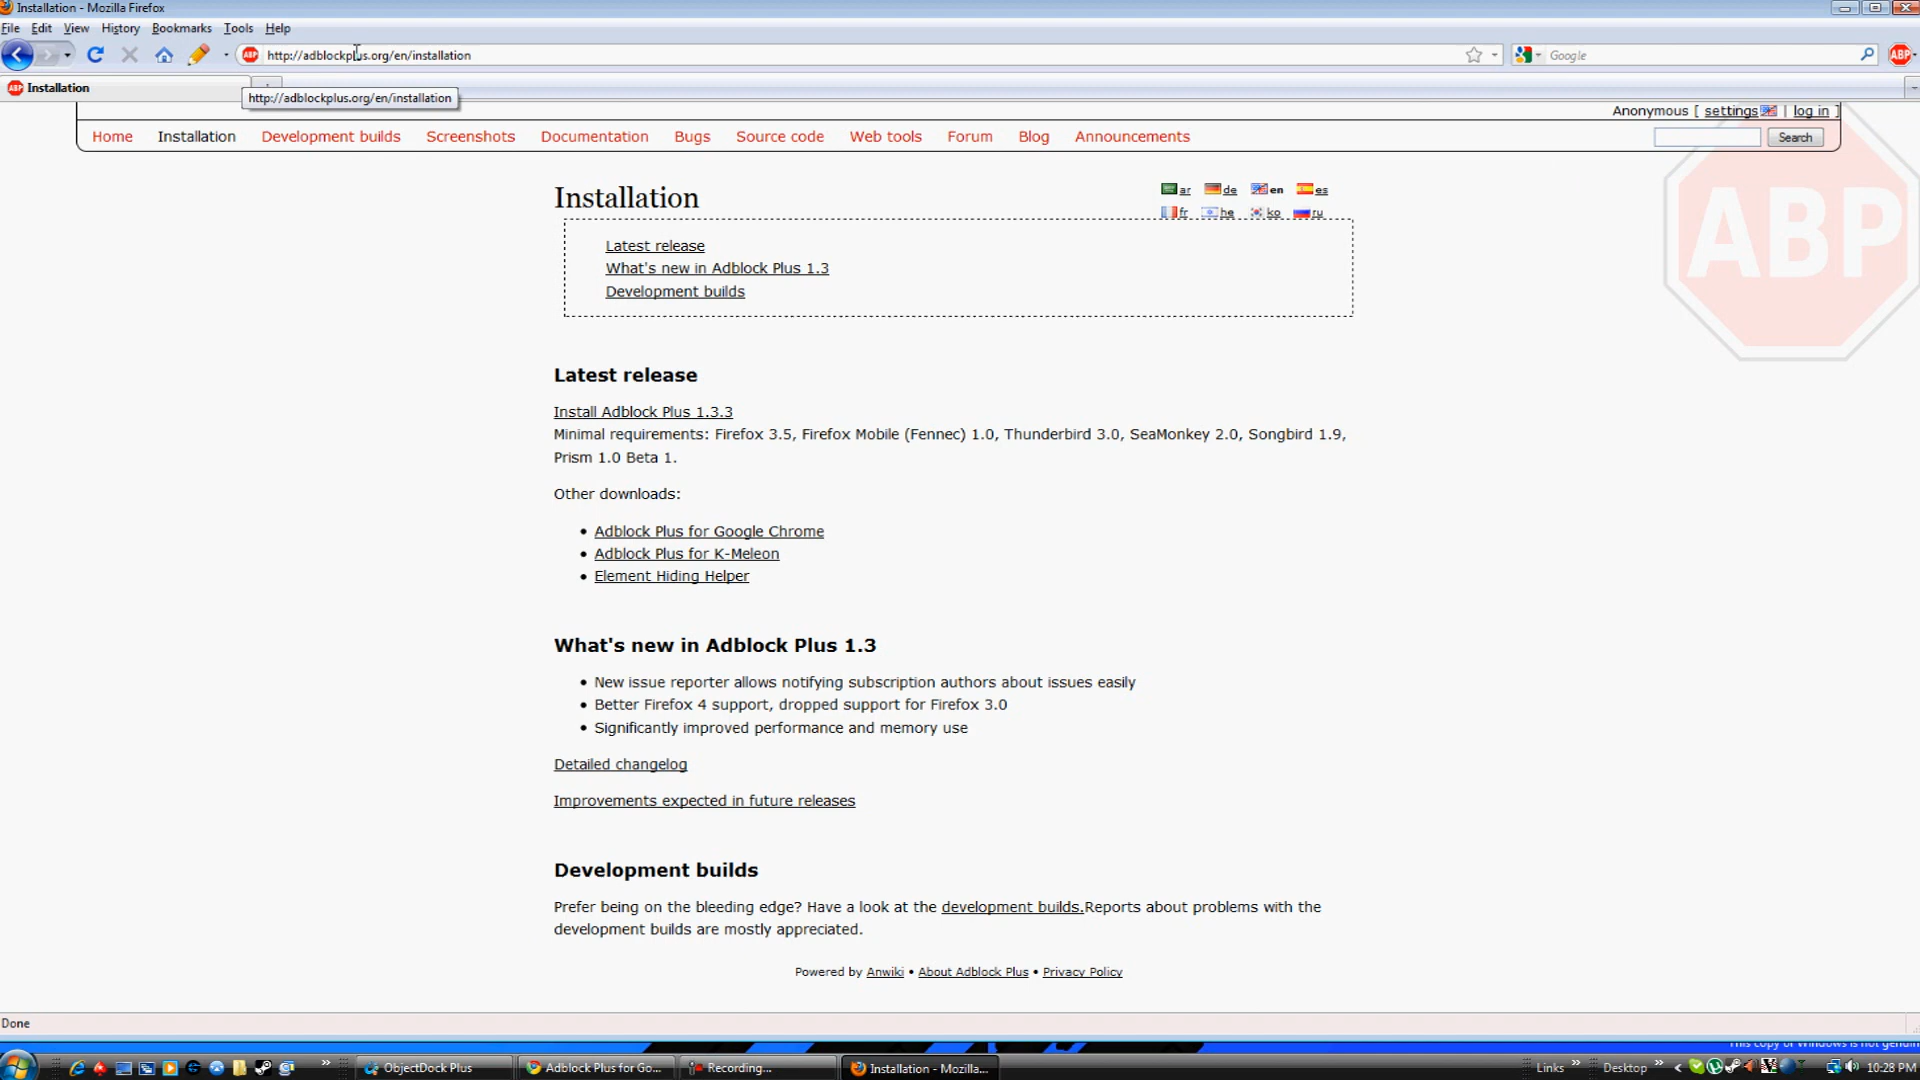 Installation - Mozilla Firefox
File Edit View History Bookmarks Tools Help
ABP http://adblockplus.org/en/installation Google ABP
ABP Installation
http://adblockplus.org/en/installation
Anonymous [ settings | log in ]
Home Installation Development builds Screenshots Documentation Bugs Source code Web tools Forum Blog Announcements Search
ABP
Installation
ar de en es
fr he ko ru
Latest release
What's new in Adblock Plus 1.3
Development builds
Latest release
Install Adblock Plus 1.3.3
Minimal requirements: Firefox 3.5, Firefox Mobile (Fennec) 1.0, Thunderbird 3.0, SeaMonkey 2.0, Songbird 1.9,
Prism 1.0 Beta 1.
Other downloads:
• Adblock Plus for Google Chrome
• Adblock Plus for K-Meleon
• Element Hiding Helper
What's new in Adblock Plus 1.3
• New issue reporter allows notifying subscription authors about issues easily
• Better Firefox 4 support, dropped support for Firefox 3.0
• Significantly improved performance and memory use
Detailed changelog
Improvements expected in future releases
Development builds
Prefer being on the bleeding edge? Have a look at the development builds.Reports about problems with the
development builds are mostly appreciated.
Powered by Anwiki • About Adblock Plus • Privacy Policy
Done
This copy of Windows is not genuin
ObjectDock Plus Adblock Plus for Go... Recording... Installation - Mozilla... Links » Desktop » 10:28 PM